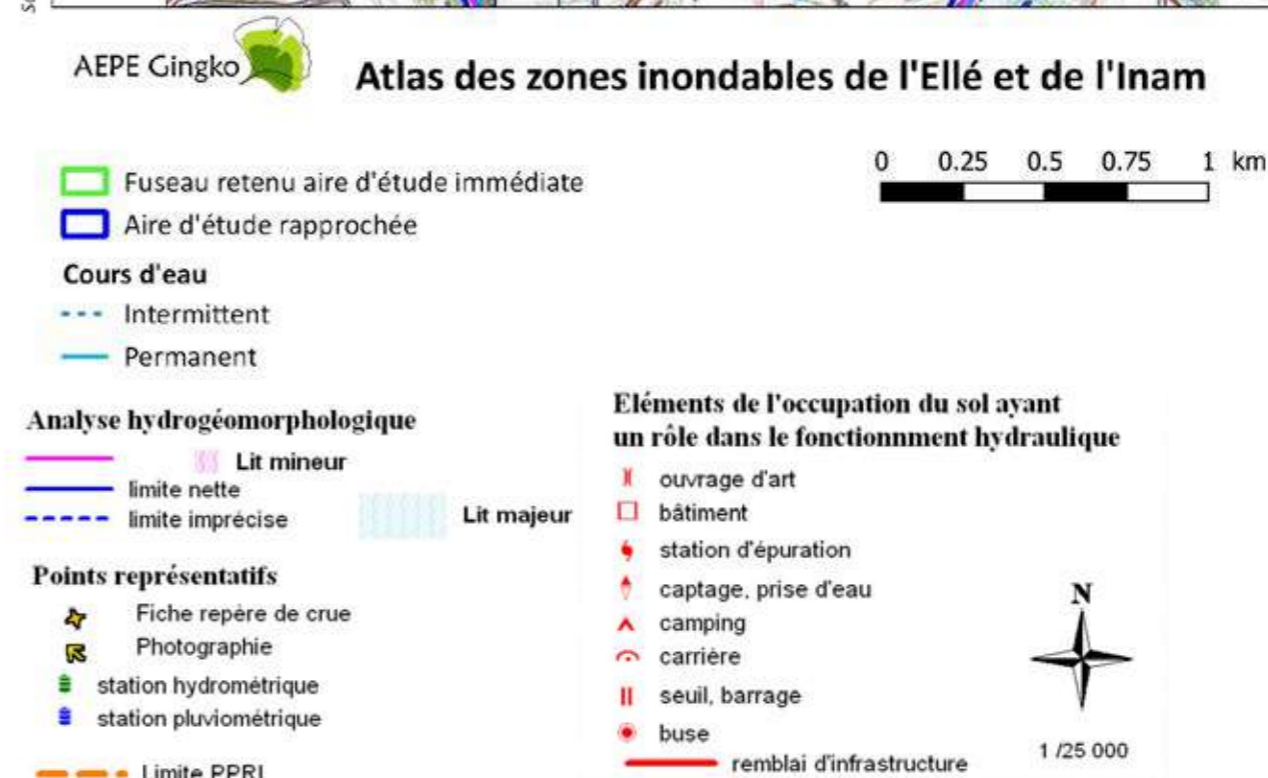 AEPE Gingko
Atlas des zones inondables de l'Ellé et de l'Inam
0 0.25 0.5 0.75 1 km
Fuseau retenu aire d'étude immédiate
Aire d'étude rapprochée
Cours d'eau
Intermittent
Permanent
Analyse hydrogéomorphologique
Lit mineur
limite nette
limite imprécise
Lit majeur
Points représentatifs
Fiche repère de crue
Photographie
station hydrométrique
station pluviométrique
Limite PPRI
Eléments de l'occupation du sol ayant
un rôle dans le fonctionnment hydraulique
ouvrage d'art
bâtiment
station d'épuration
captage, prise d'eau
camping
carrière
seuil, barrage
buse
remblai d'infrastructure
N
1 /25 000